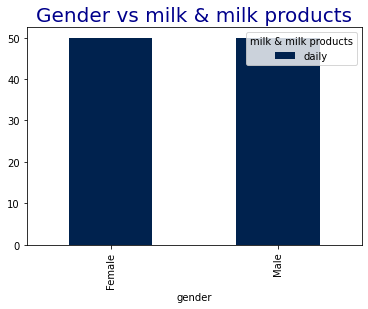 Gender vs milk & milk products
milk & milk products
daily
50
40
30
20
10
0
Female
Male
gender